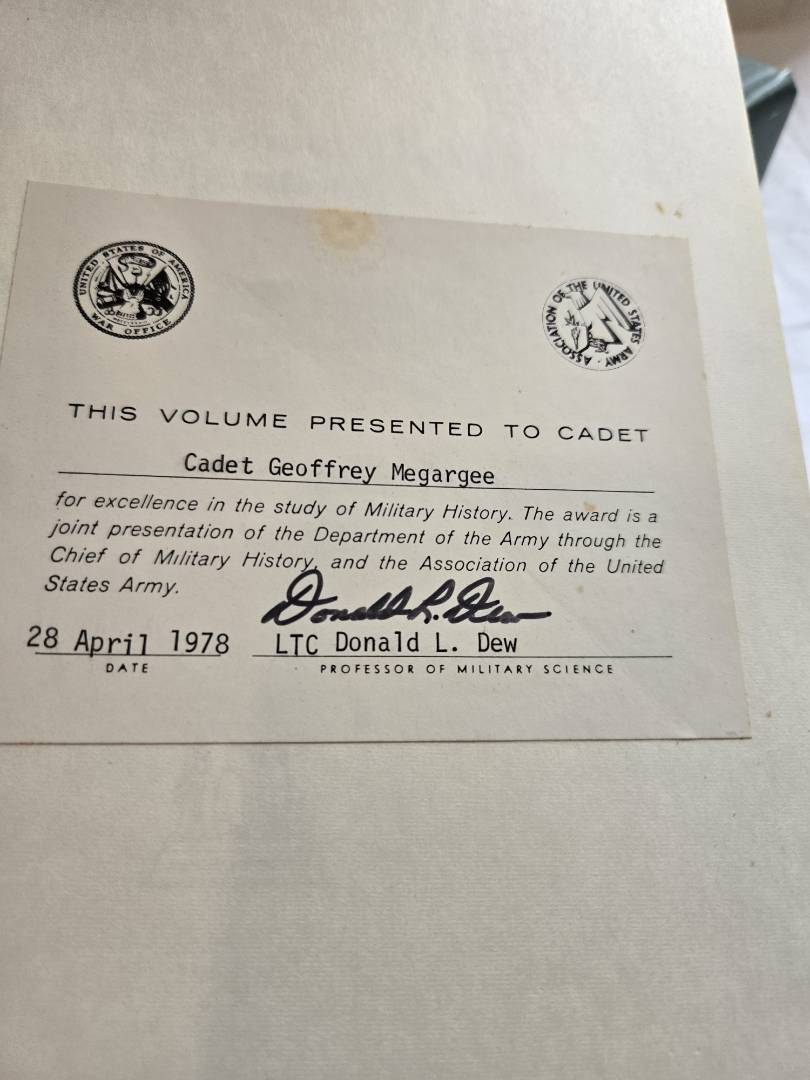 UNITED STATES OF AMERICA
WAR OFFICE
ASSOCIATION OF THE UNITED STATES ARMY
THIS VOLUME PRESENTED TO CADET
Cadet Geoffrey Megargee
for excellence in the study of Military History. The award is a
joint presentation of the Department of the Army through the
Chief of Military History, and the Association of the United
States Army.
Donald L. Dew
28 April 1978 LTC Donald L. Dew
DATE PROFESSOR OF MILITARY SCIENCE